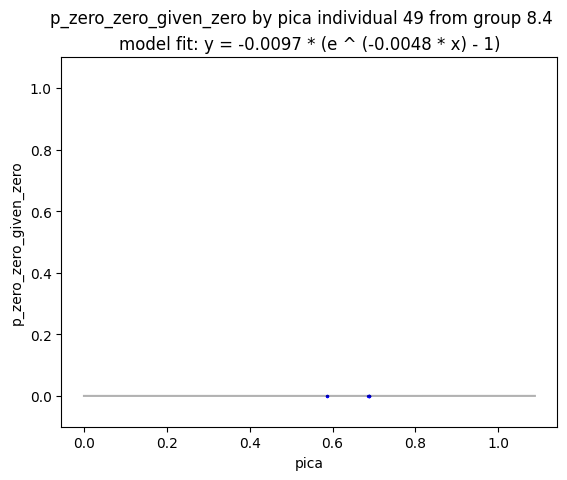 p_zero_zero_given_zero by pica individual 49 from group 8.4
model fit: y = -0.0097 * (e ^ (-0.0048 * x) - 1)
1.0
0.8
0.6
0.4
0.2
0.0
p_zero_zero_given_zero
0.0 0.2 0.4 0.6 0.8 1.0
pica